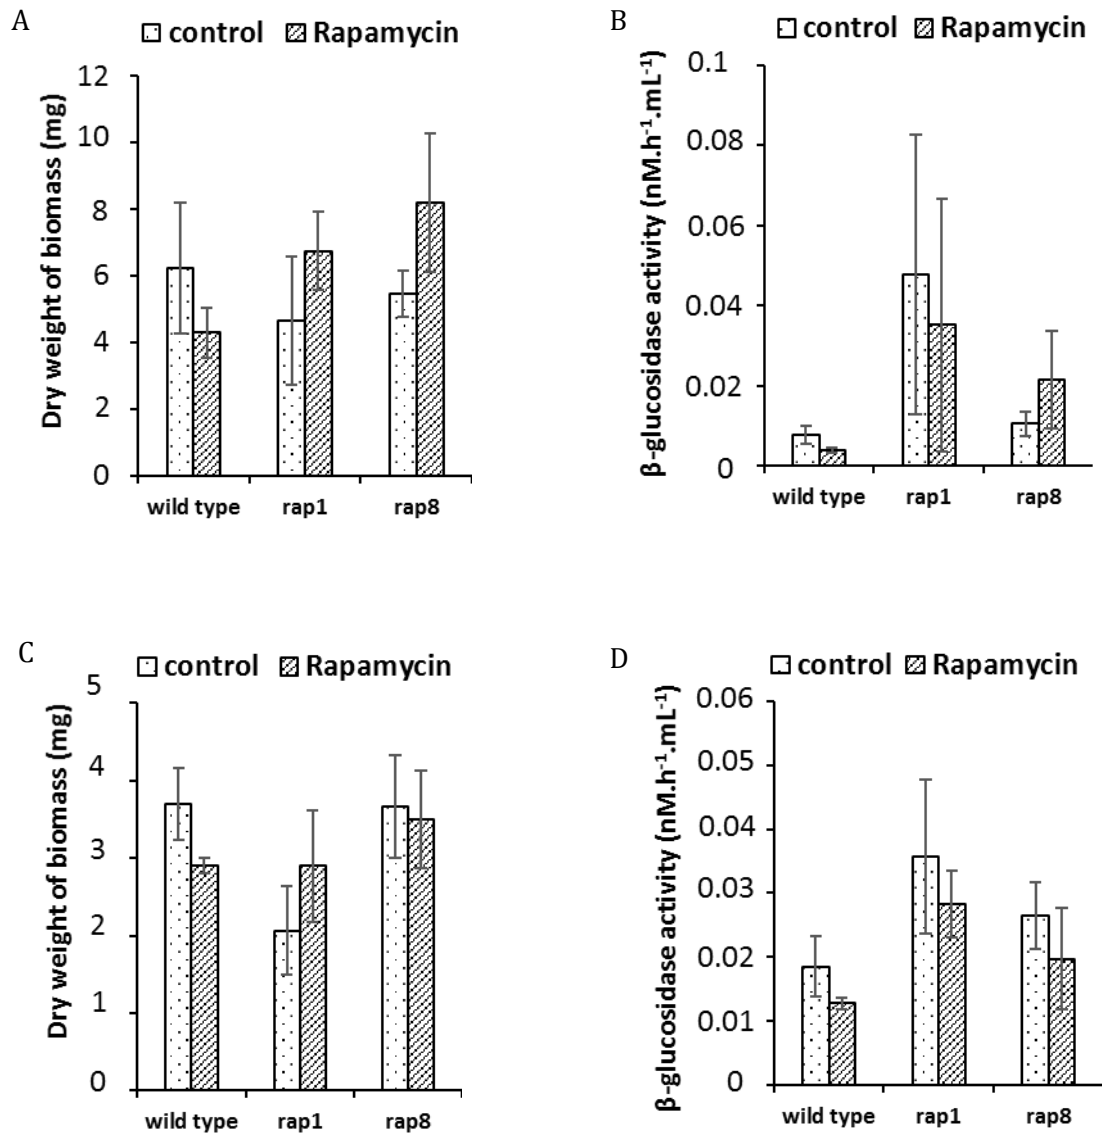 A
control Rapamycin
Dry weight of biomass (mg)
12
10
8
6
4
2
0
wild type rap1 rap8
B
control Rapamycin
β-glucosidase activity (nM.h⁻¹.mL⁻¹)
0.1
0.08
0.06
0.04
0.02
0
wild type rap1 rap8
C
control Rapamycin
Dry weight of biomass (mg)
5
4
3
2
1
0
wild type rap1 rap8
D
control Rapamycin
β-glucosidase activity (nM.h⁻¹.mL⁻¹)
0.06
0.05
0.04
0.03
0.02
0.01
0
wild type rap1 rap8